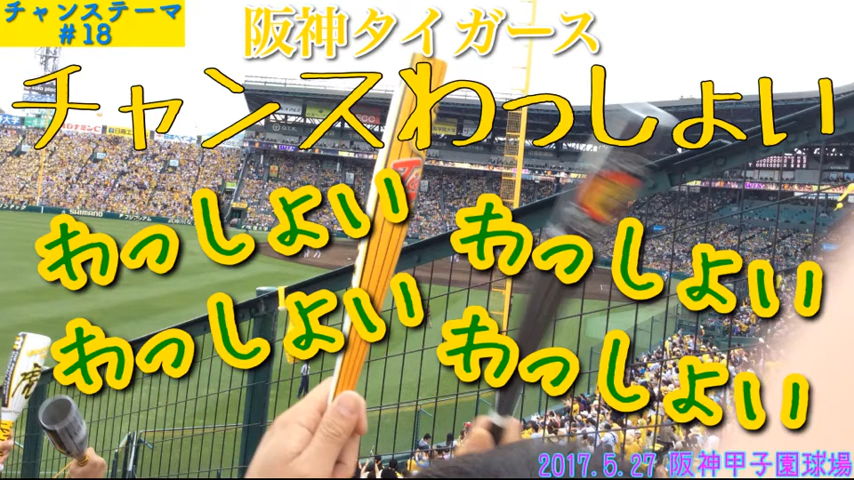 チャンステーマ
#18
阪神タイガース
チャンスわっしょい
わっしょい わっしょい
わっしょい わっしょい
SHIMANO
2017.5.27 阪神甲子園球場